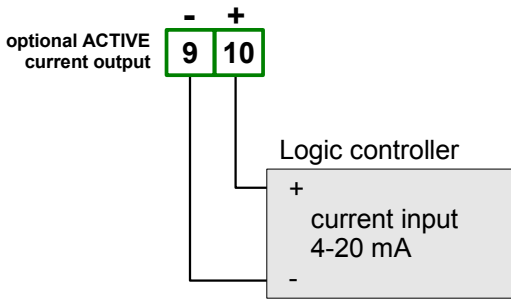 - +
optional ACTIVE
current output
9 10
Logic controller
+
current input
4-20 mA
-